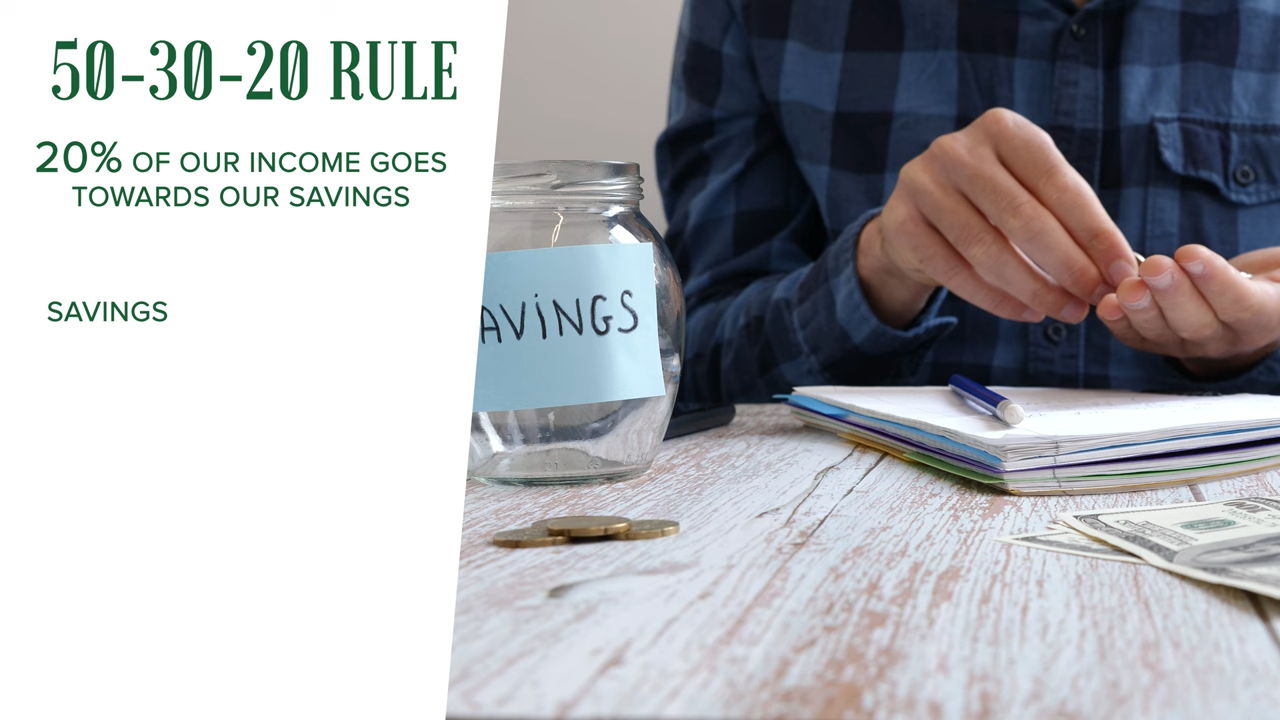 50-30-20 RULE
20% OF OUR INCOME GOES
TOWARDS OUR SAVINGS
SAVINGS
AVINGS